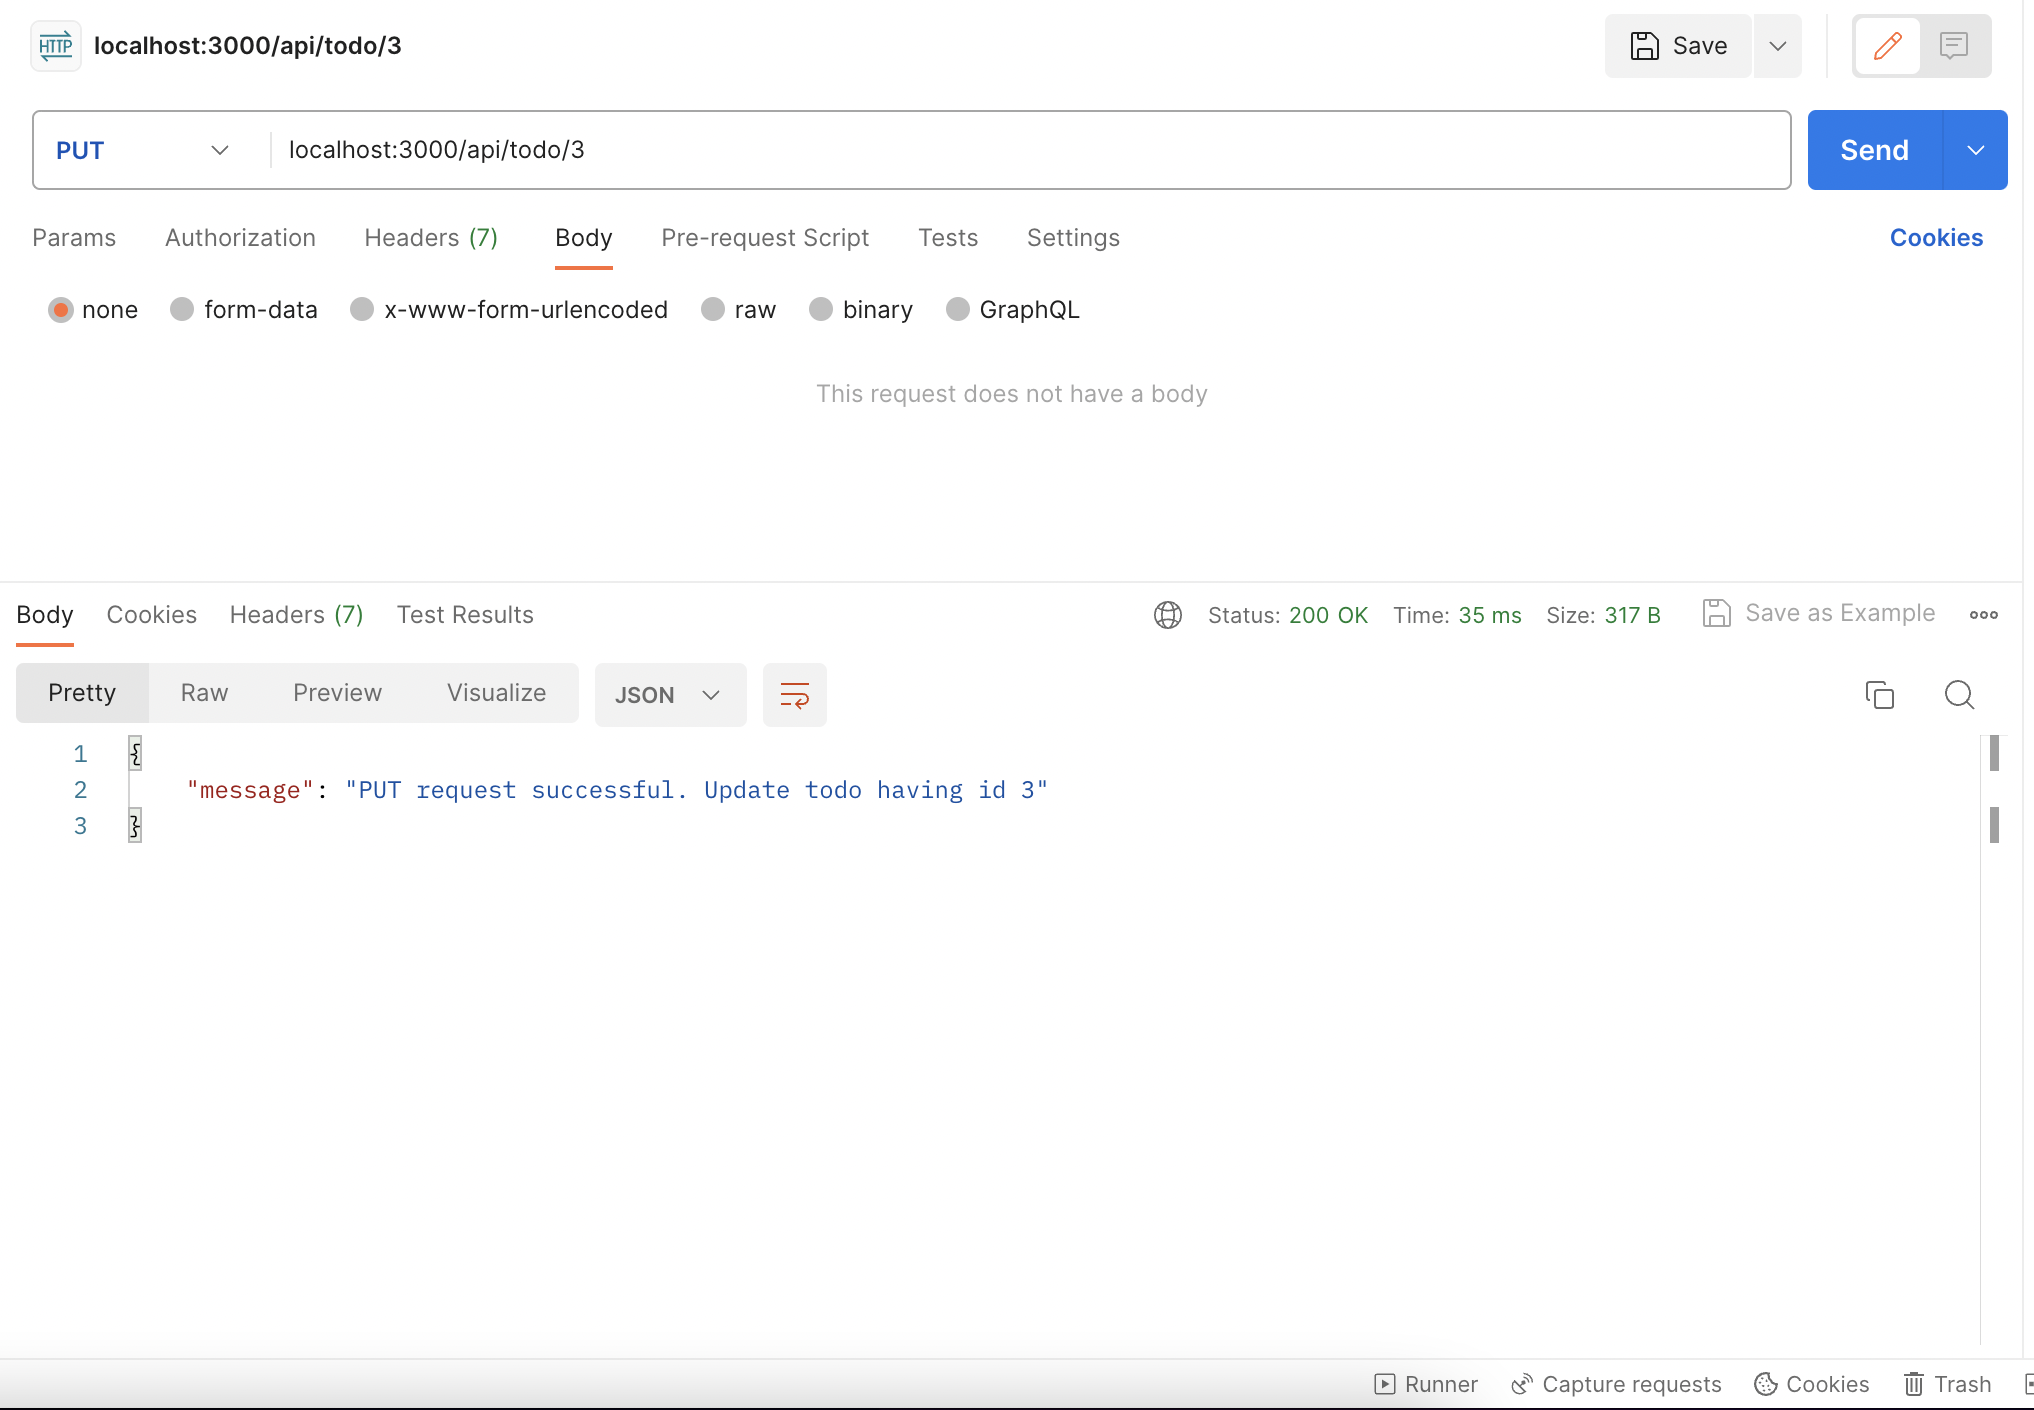 HTTP localhost:3000/api/todo/3 Save
PUT localhost:3000/api/todo/3 Send
Params Authorization Headers (7) Body Pre-request Script Tests Settings Cookies
none form-data x-www-form-urlencoded raw binary GraphQL
This request does not have a body
Body Cookies Headers (7) Test Results Status: 200 OK Time: 35 ms Size: 317 B Save as Example
Pretty Raw Preview Visualize JSON
1 {
2 "message": "PUT request successful. Update todo having id 3"
3 }
Runner Capture requests Cookies Trash